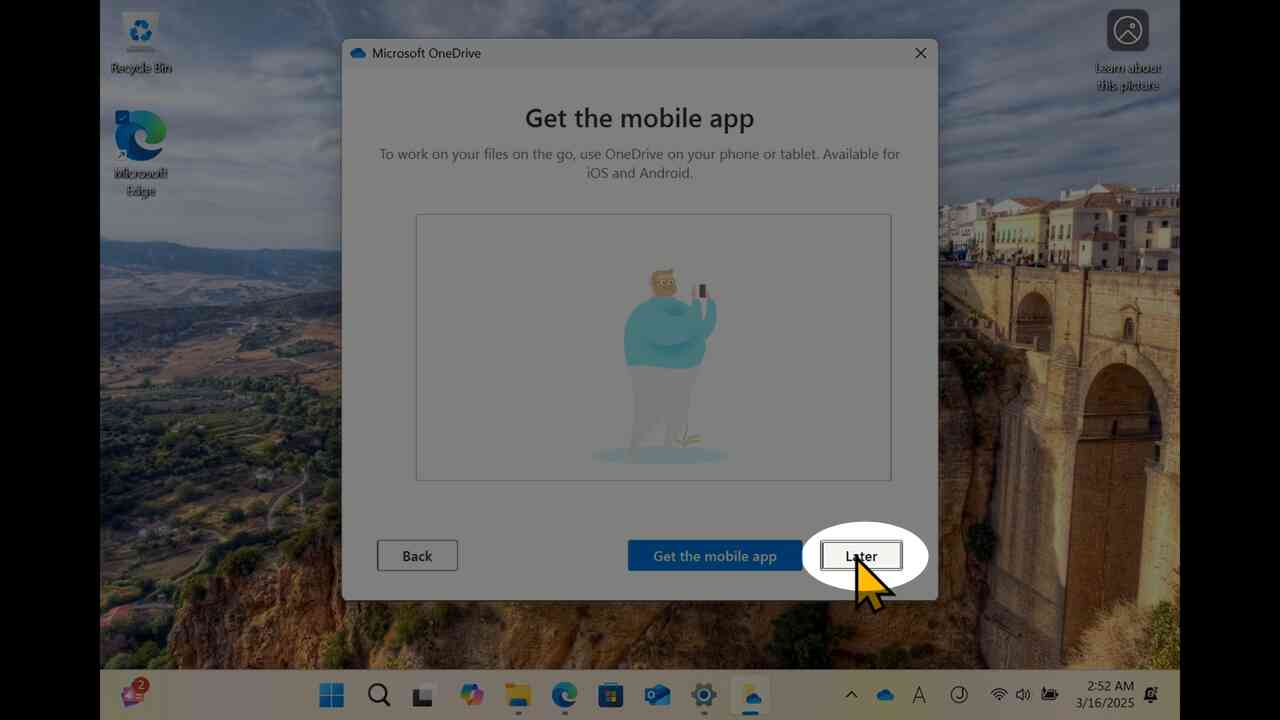 Recycle Bin
Microsoft
Edge
Learn about
this picture
Microsoft OneDrive
Get the mobile app
To work on your files on the go, use OneDrive on your phone or tablet. Available for
iOS and Android.
Back
Get the mobile app
Later
2
2:52 AM
3/16/2025